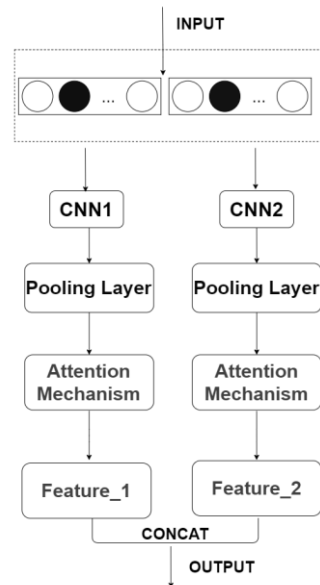 INPUT
... ...
CNN1 CNN2
Pooling Layer Pooling Layer
Attention Attention
Mechanism Mechanism
Feature_1 Feature_2
CONCAT
OUTPUT